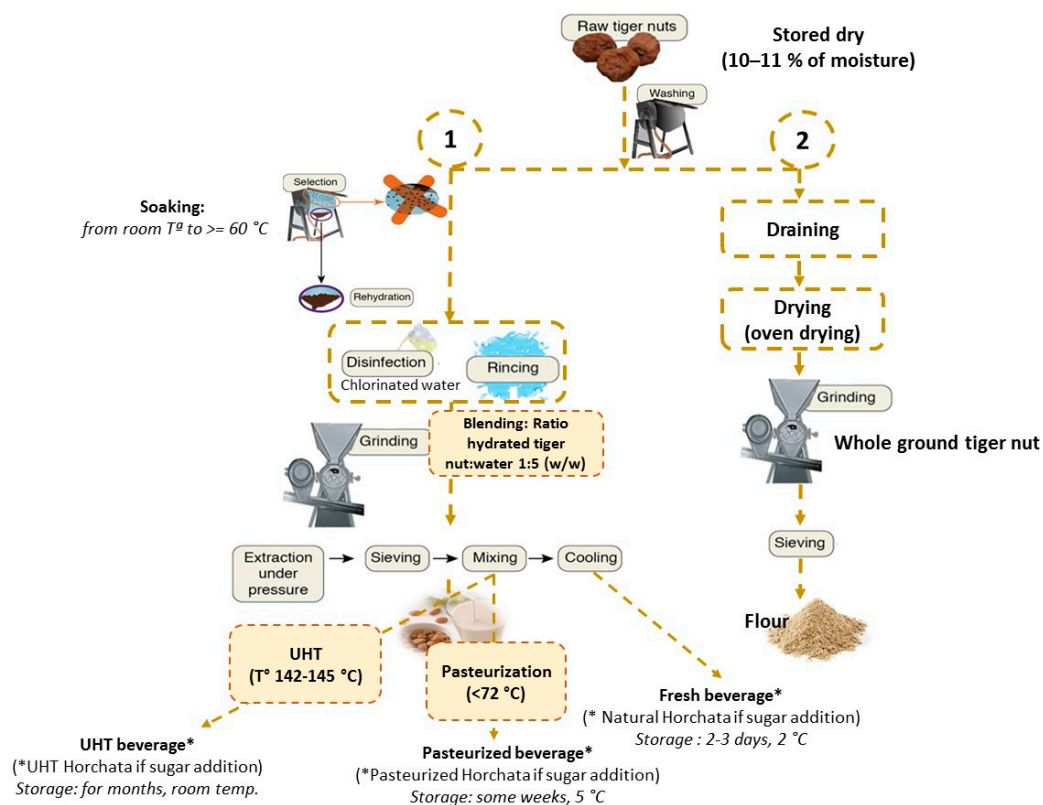 Raw tiger nuts
Stored dry
(10–11 % of moisture)
Washing
1
2
Selection
Soaking:
from room Tª to >= 60 °C
Rehydration
Draining
Drying
(oven drying)
Disinfection
Chlorinated water
Rincing
Grinding
Blending: Ratio
hydrated tiger
nut:water 1:5 (w/w)
Grinding
Whole ground tiger nut
Extraction
under
pressure
Sieving
Mixing
Cooling
Sieving
Flour
UHT
(T° 142-145 °C)
Pasteurization
(<72 °C)
Fresh beverage*
(* Natural Horchata if sugar addition)
Storage : 2-3 days, 2 °C
UHT beverage*
(*UHT Horchata if sugar addition)
Storage: for months, room temp.
Pasteurized beverage*
(*Pasteurized Horchata if sugar addition)
Storage: some weeks, 5 °C